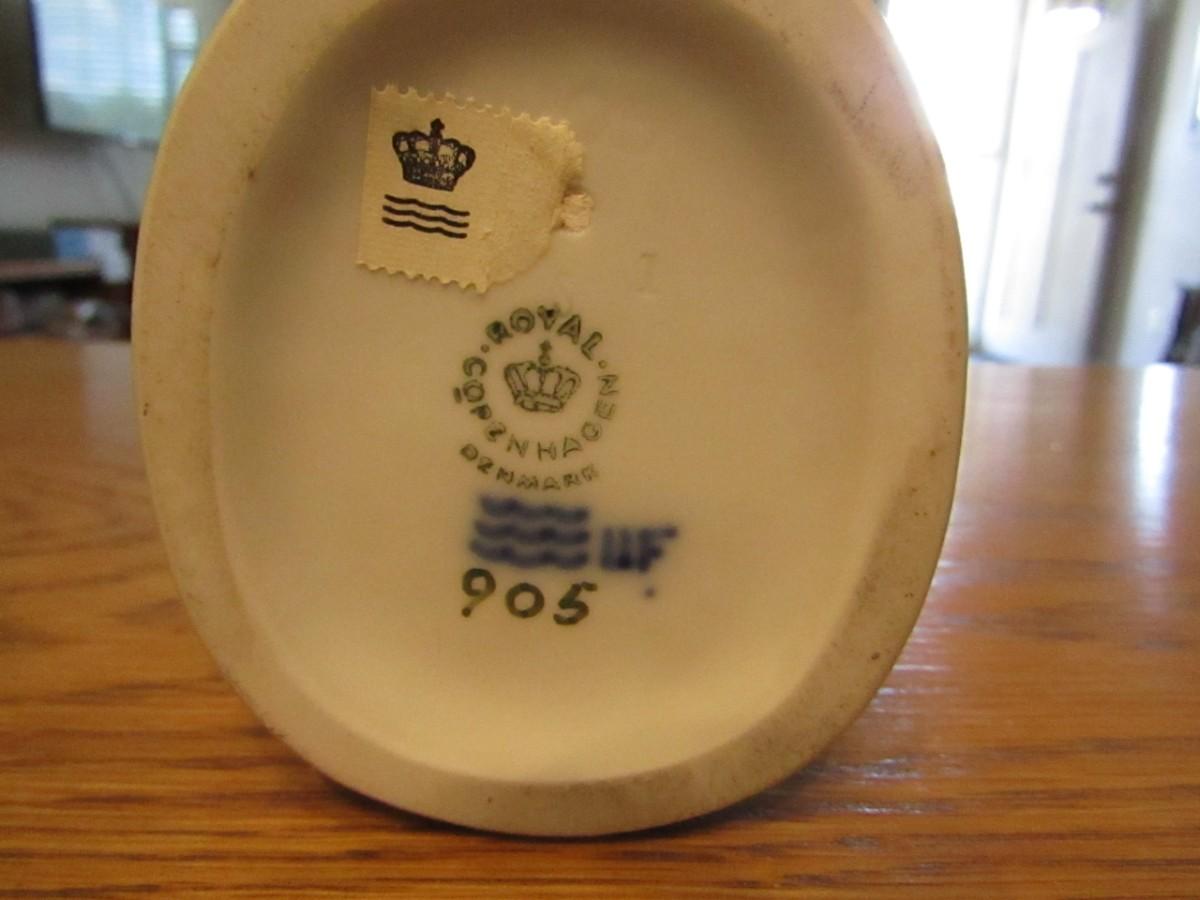 ROYAL
COPENHAGEN
DENMARK
905